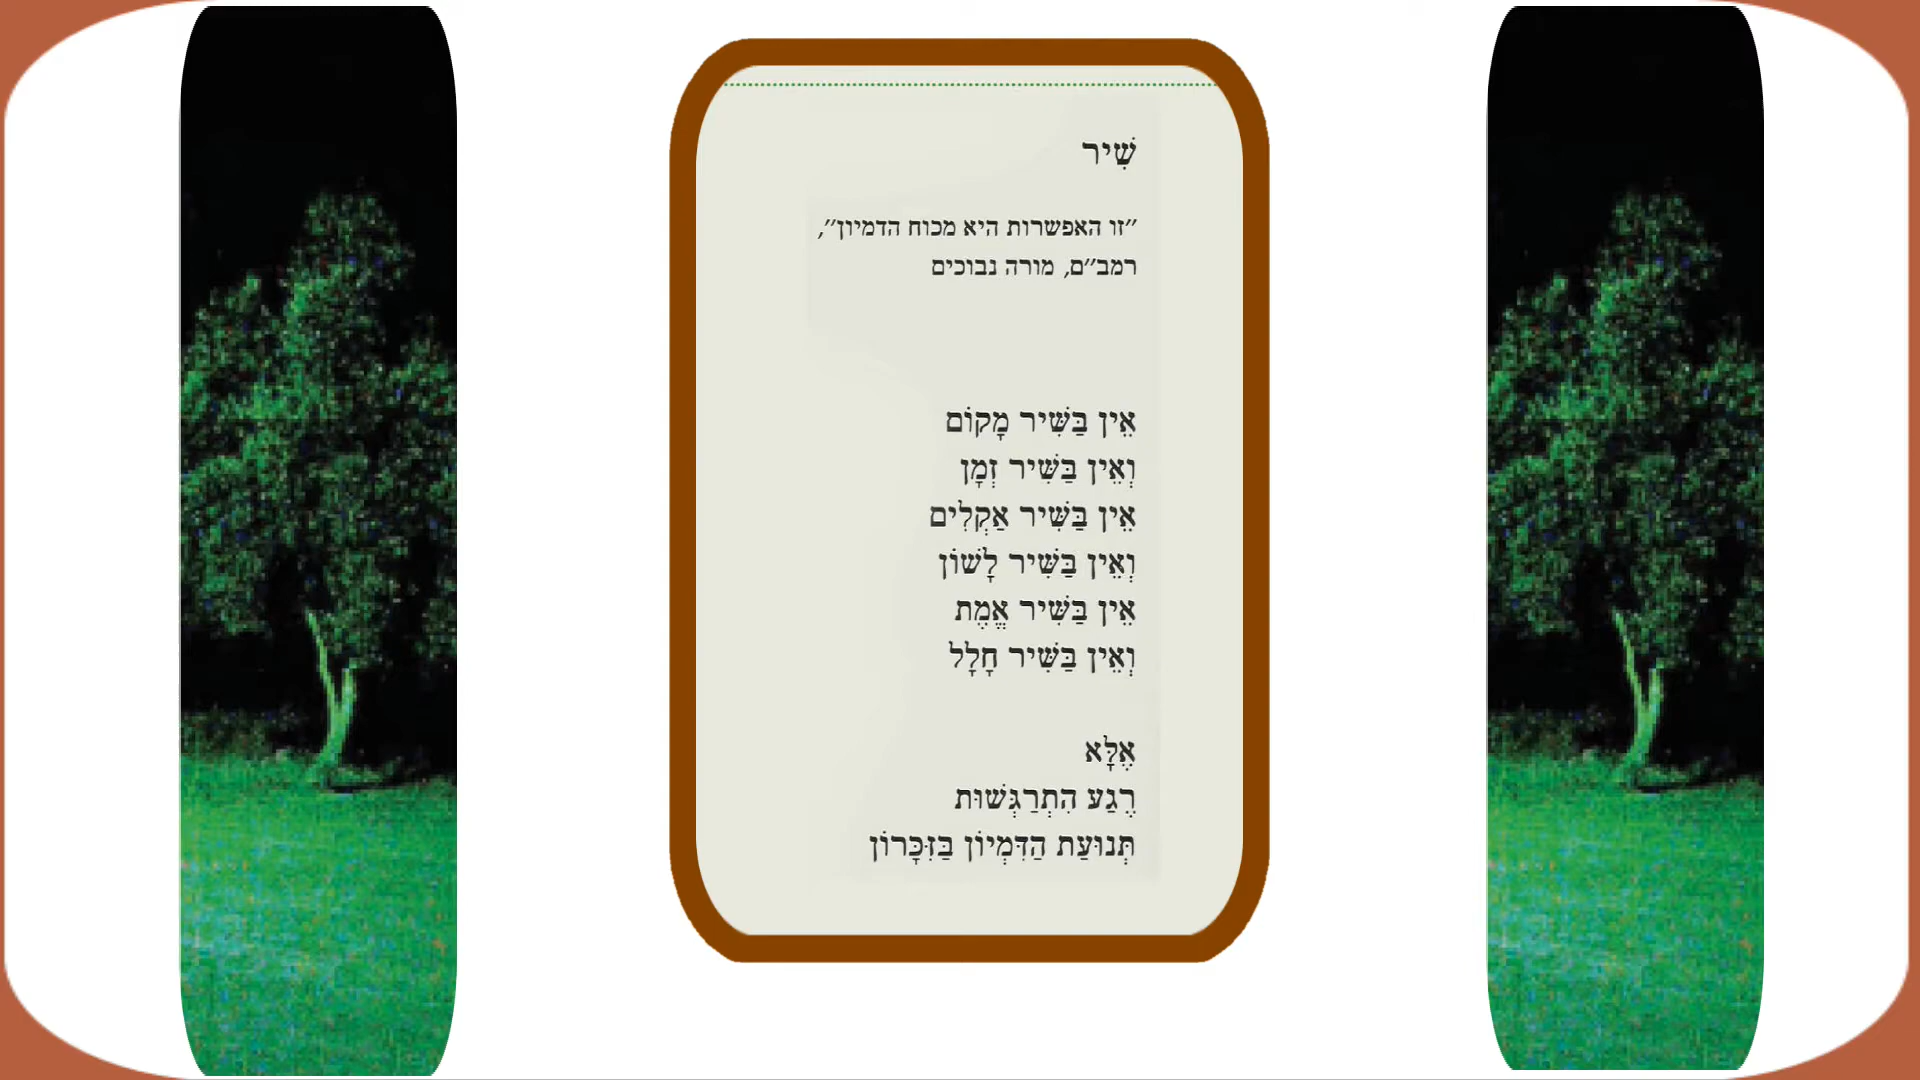 שִׁיר
״זו האפשרות היא מכוח הדמיון״,
רמב״ם, מורה נבוכים
אֵין בַּשִּׁיר מָקוֹם
וְאֵין בַּשִּׁיר זְמָן
אֵין בַּשִּׁיר אַקְלִים
וְאֵין בַּשִּׁיר לָשׁוֹן
אֵין בַּשִּׁיר אֱמֶת
וְאֵין בַּשִּׁיר חָלָל
אֶלָּא
רֶגַע הִתְרַגְּשׁוּת
תְּנוּעַת הַדִּמְיוֹן בַּזִּכָּרוֹן